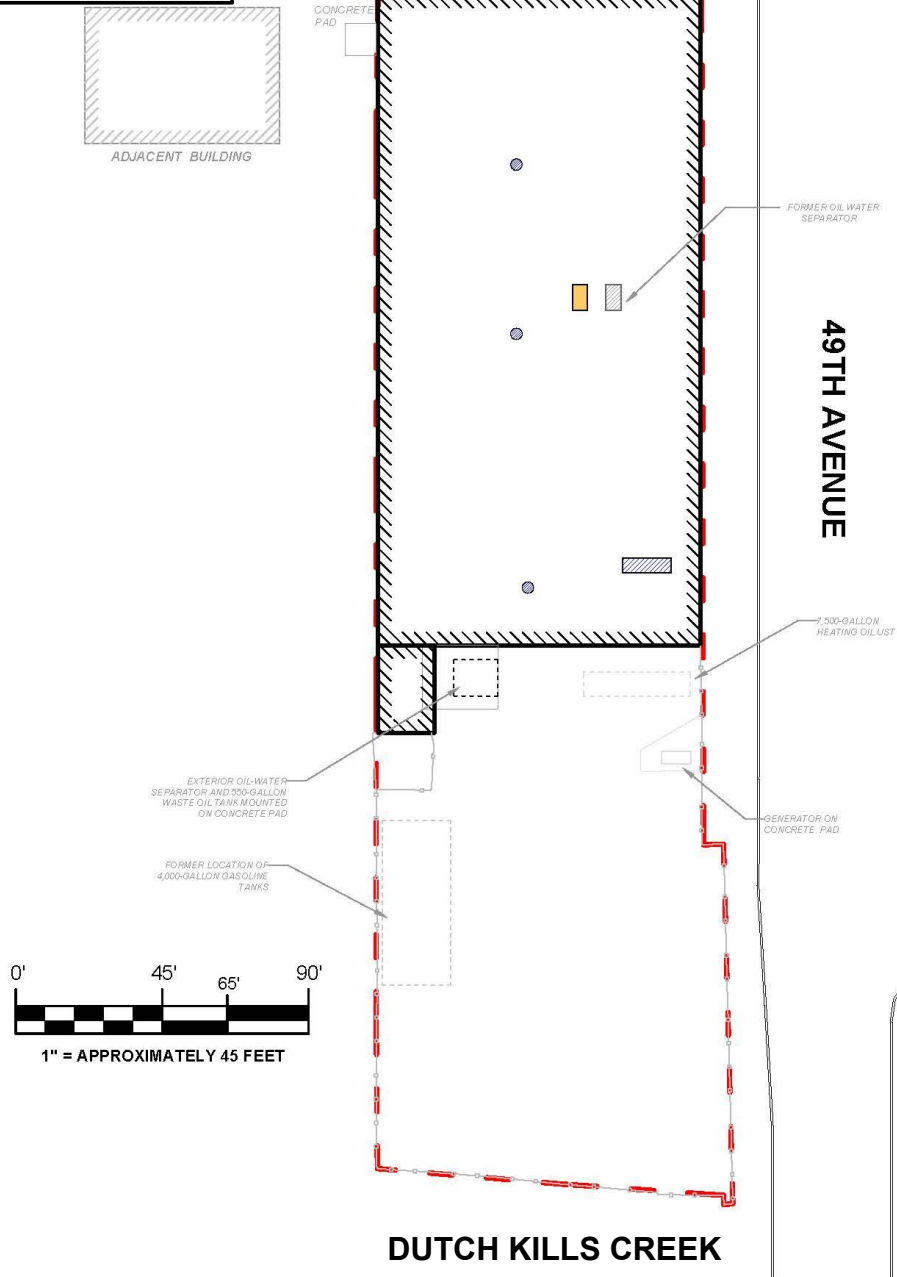 CONCRETE
PAD
ADJACENT BUILDING
FORMER OIL WATER
SEPARATOR
49TH AVENUE
7,500-GALLON
HEATING OIL UST
EXTERIOR OIL-WATER
SEPARATOR AND 550-GALLON
WASTE OIL TANK MOUNTED
ON CONCRETE PAD
GENERATOR ON
CONCRETE PAD
FORMER LOCATION OF
4,000-GALLON GASOLINE
TANKS
0' 45' 65' 90'
1" = APPROXIMATELY 45 FEET
DUTCH KILLS CREEK